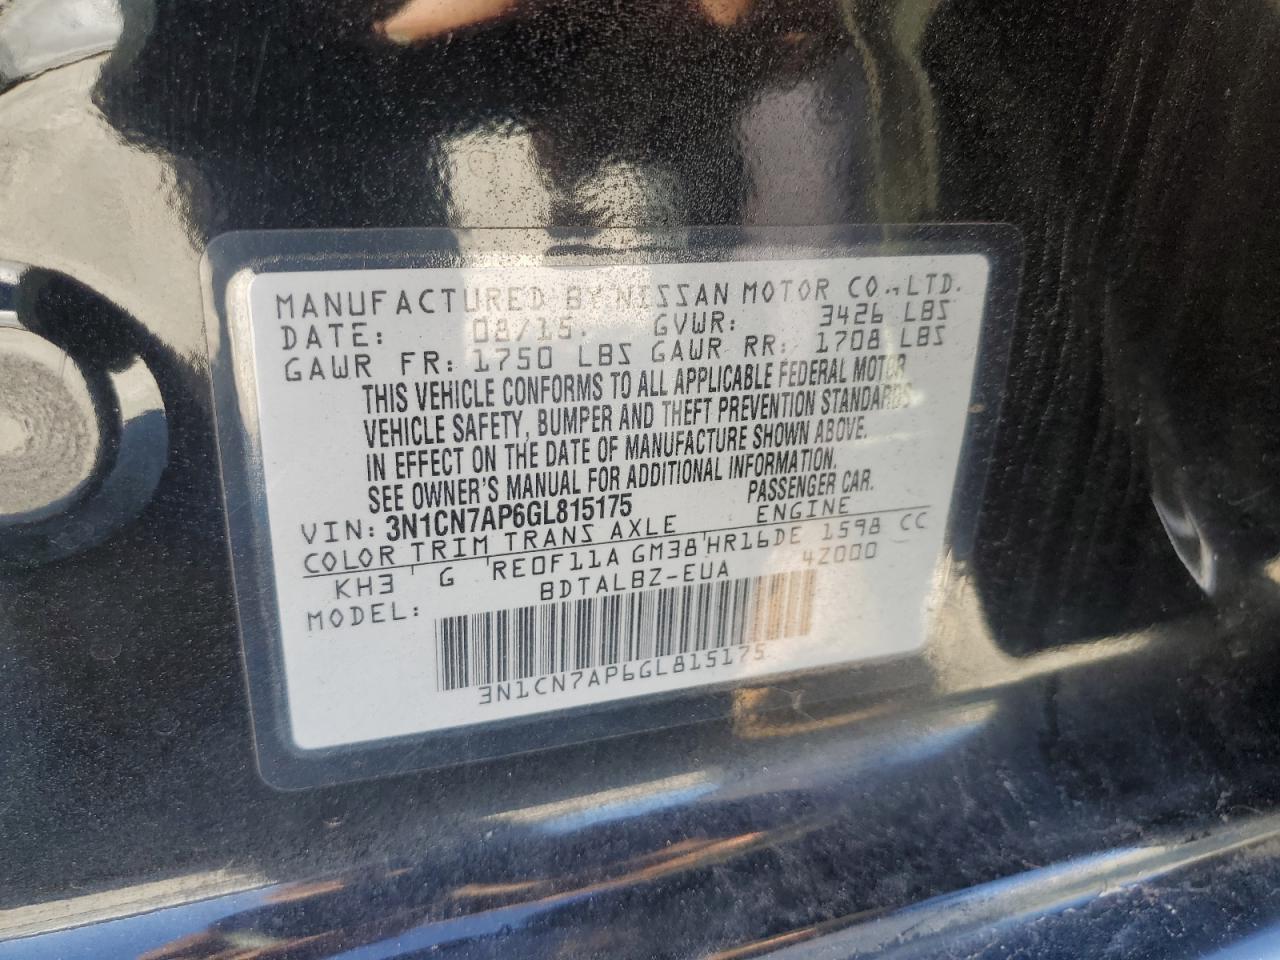 MANUFACTURED BY NISSAN MOTOR CO.,LTD.
DATE: 08/15. GVWR: 3426 LBS
GAWR FR: 1750 LBS GAWR RR: 1708 LBS
THIS VEHICLE CONFORMS TO ALL APPLICABLE FEDERAL MOTOR
VEHICLE SAFETY, BUMPER AND THEFT PREVENTION STANDARDS
IN EFFECT ON THE DATE OF MANUFACTURE SHOWN ABOVE.
SEE OWNER'S MANUAL FOR ADDITIONAL INFORMATION.
VIN: 3N1CN7AP6GL815175 PASSENGER CAR.
COLOR TRIM TRANS AXLE ENGINE
KH3 G RE0F11A GM38 HR16DE 1598 CC
MODEL: BDTALBZ-EUA 4Z000
3N1CN7AP6GL815175